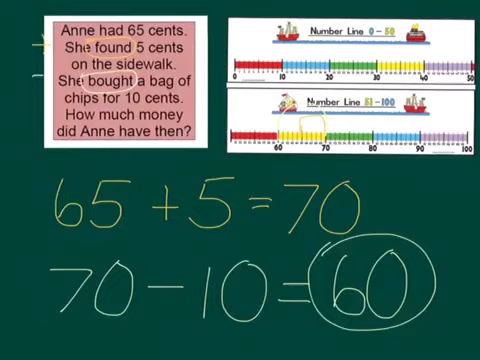 Anne had 65 cents.
She found 5 cents
on the sidewalk.
She bought a bag of
chips for 10 cents.
How much money
did Anne have then?
+
−
Number Line 0 - 50
0 10 20 30 40 50
Number Line 51 - 100
60 70 80 90 100
65 + 5 = 70
70 − 10 = 60